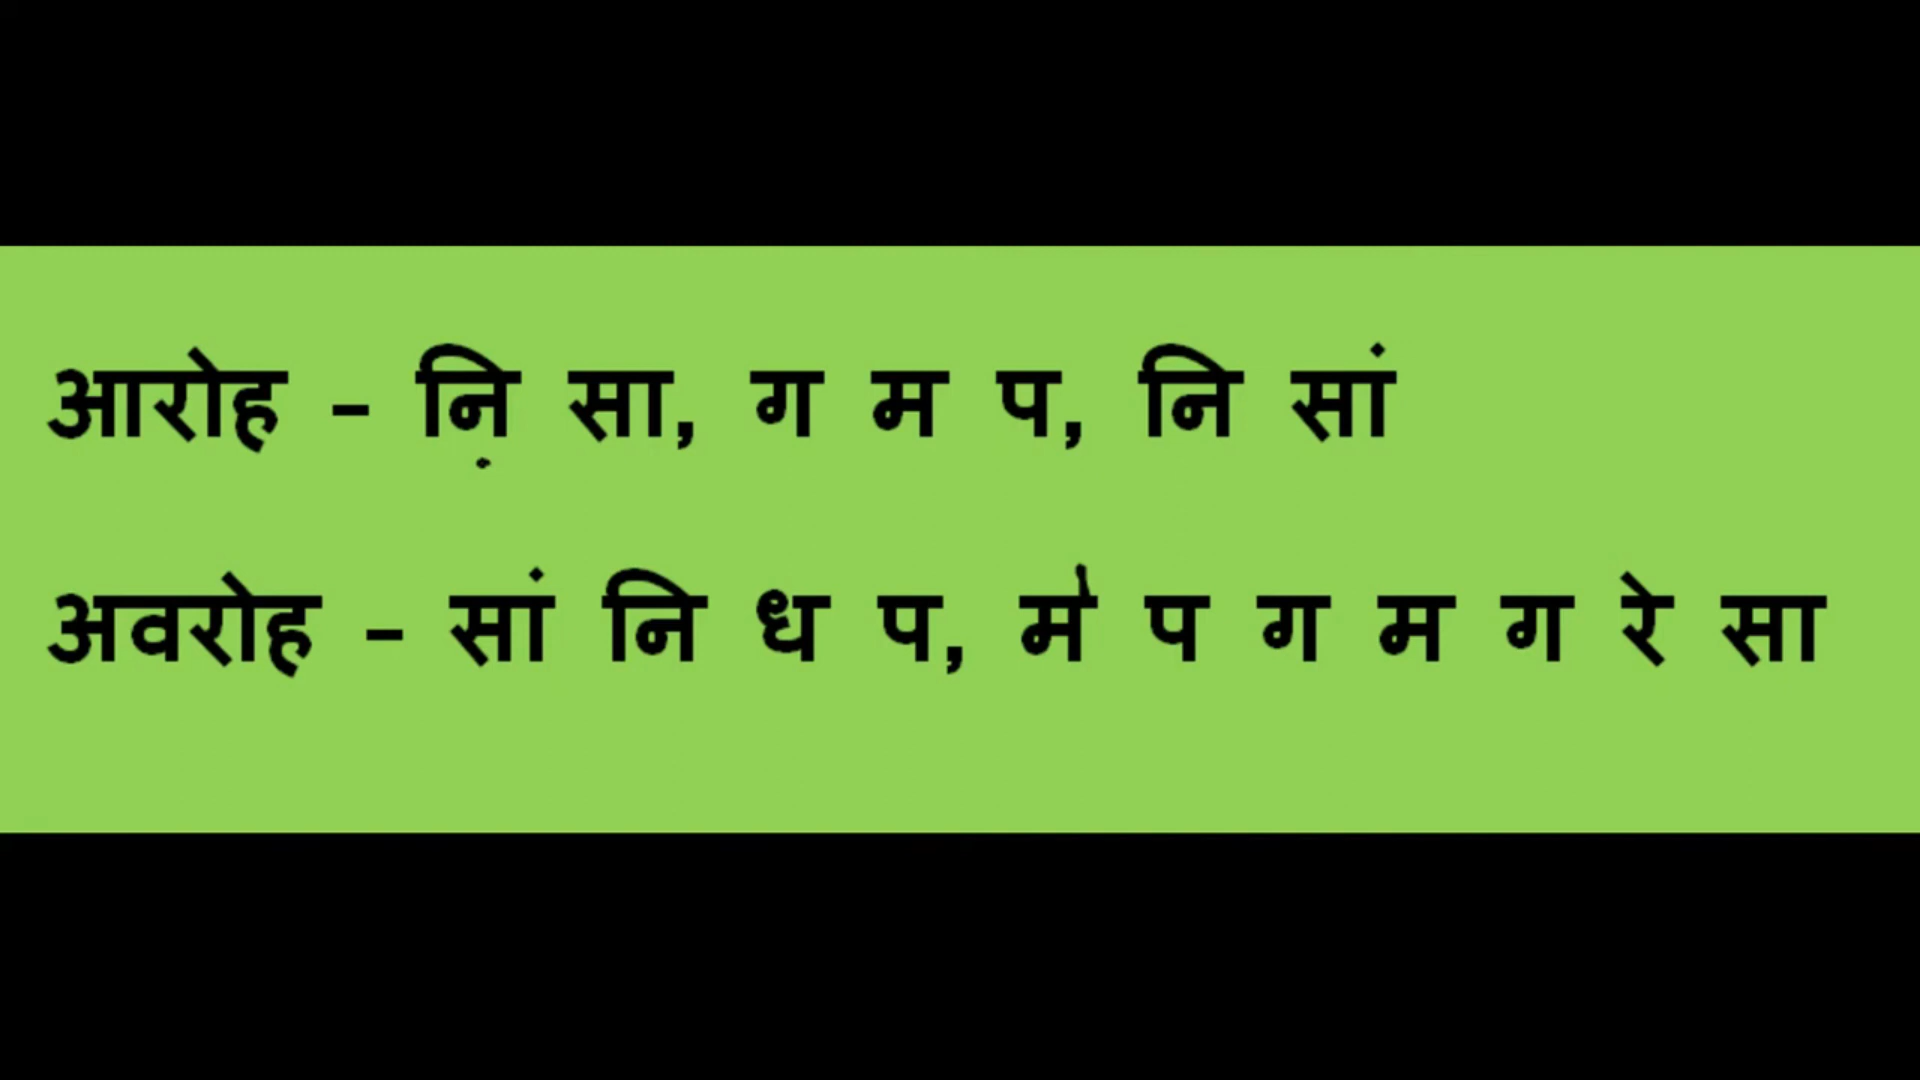 आरोह – नि़ सा, ग म प, नि सां
अवरोह – सां नि ध प, म॑ प ग म ग रे सा